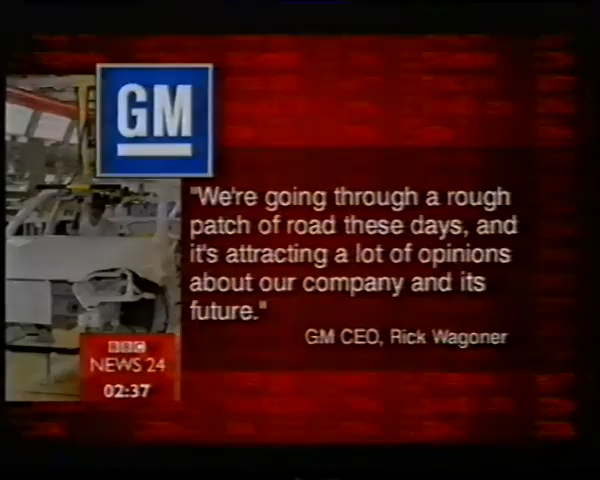 GM
"We're going through a rough
patch of road these days, and
it's attracting a lot of opinions
about our company and its
future."
GM CEO, Rick Wagoner
BBC
NEWS 24
02:37